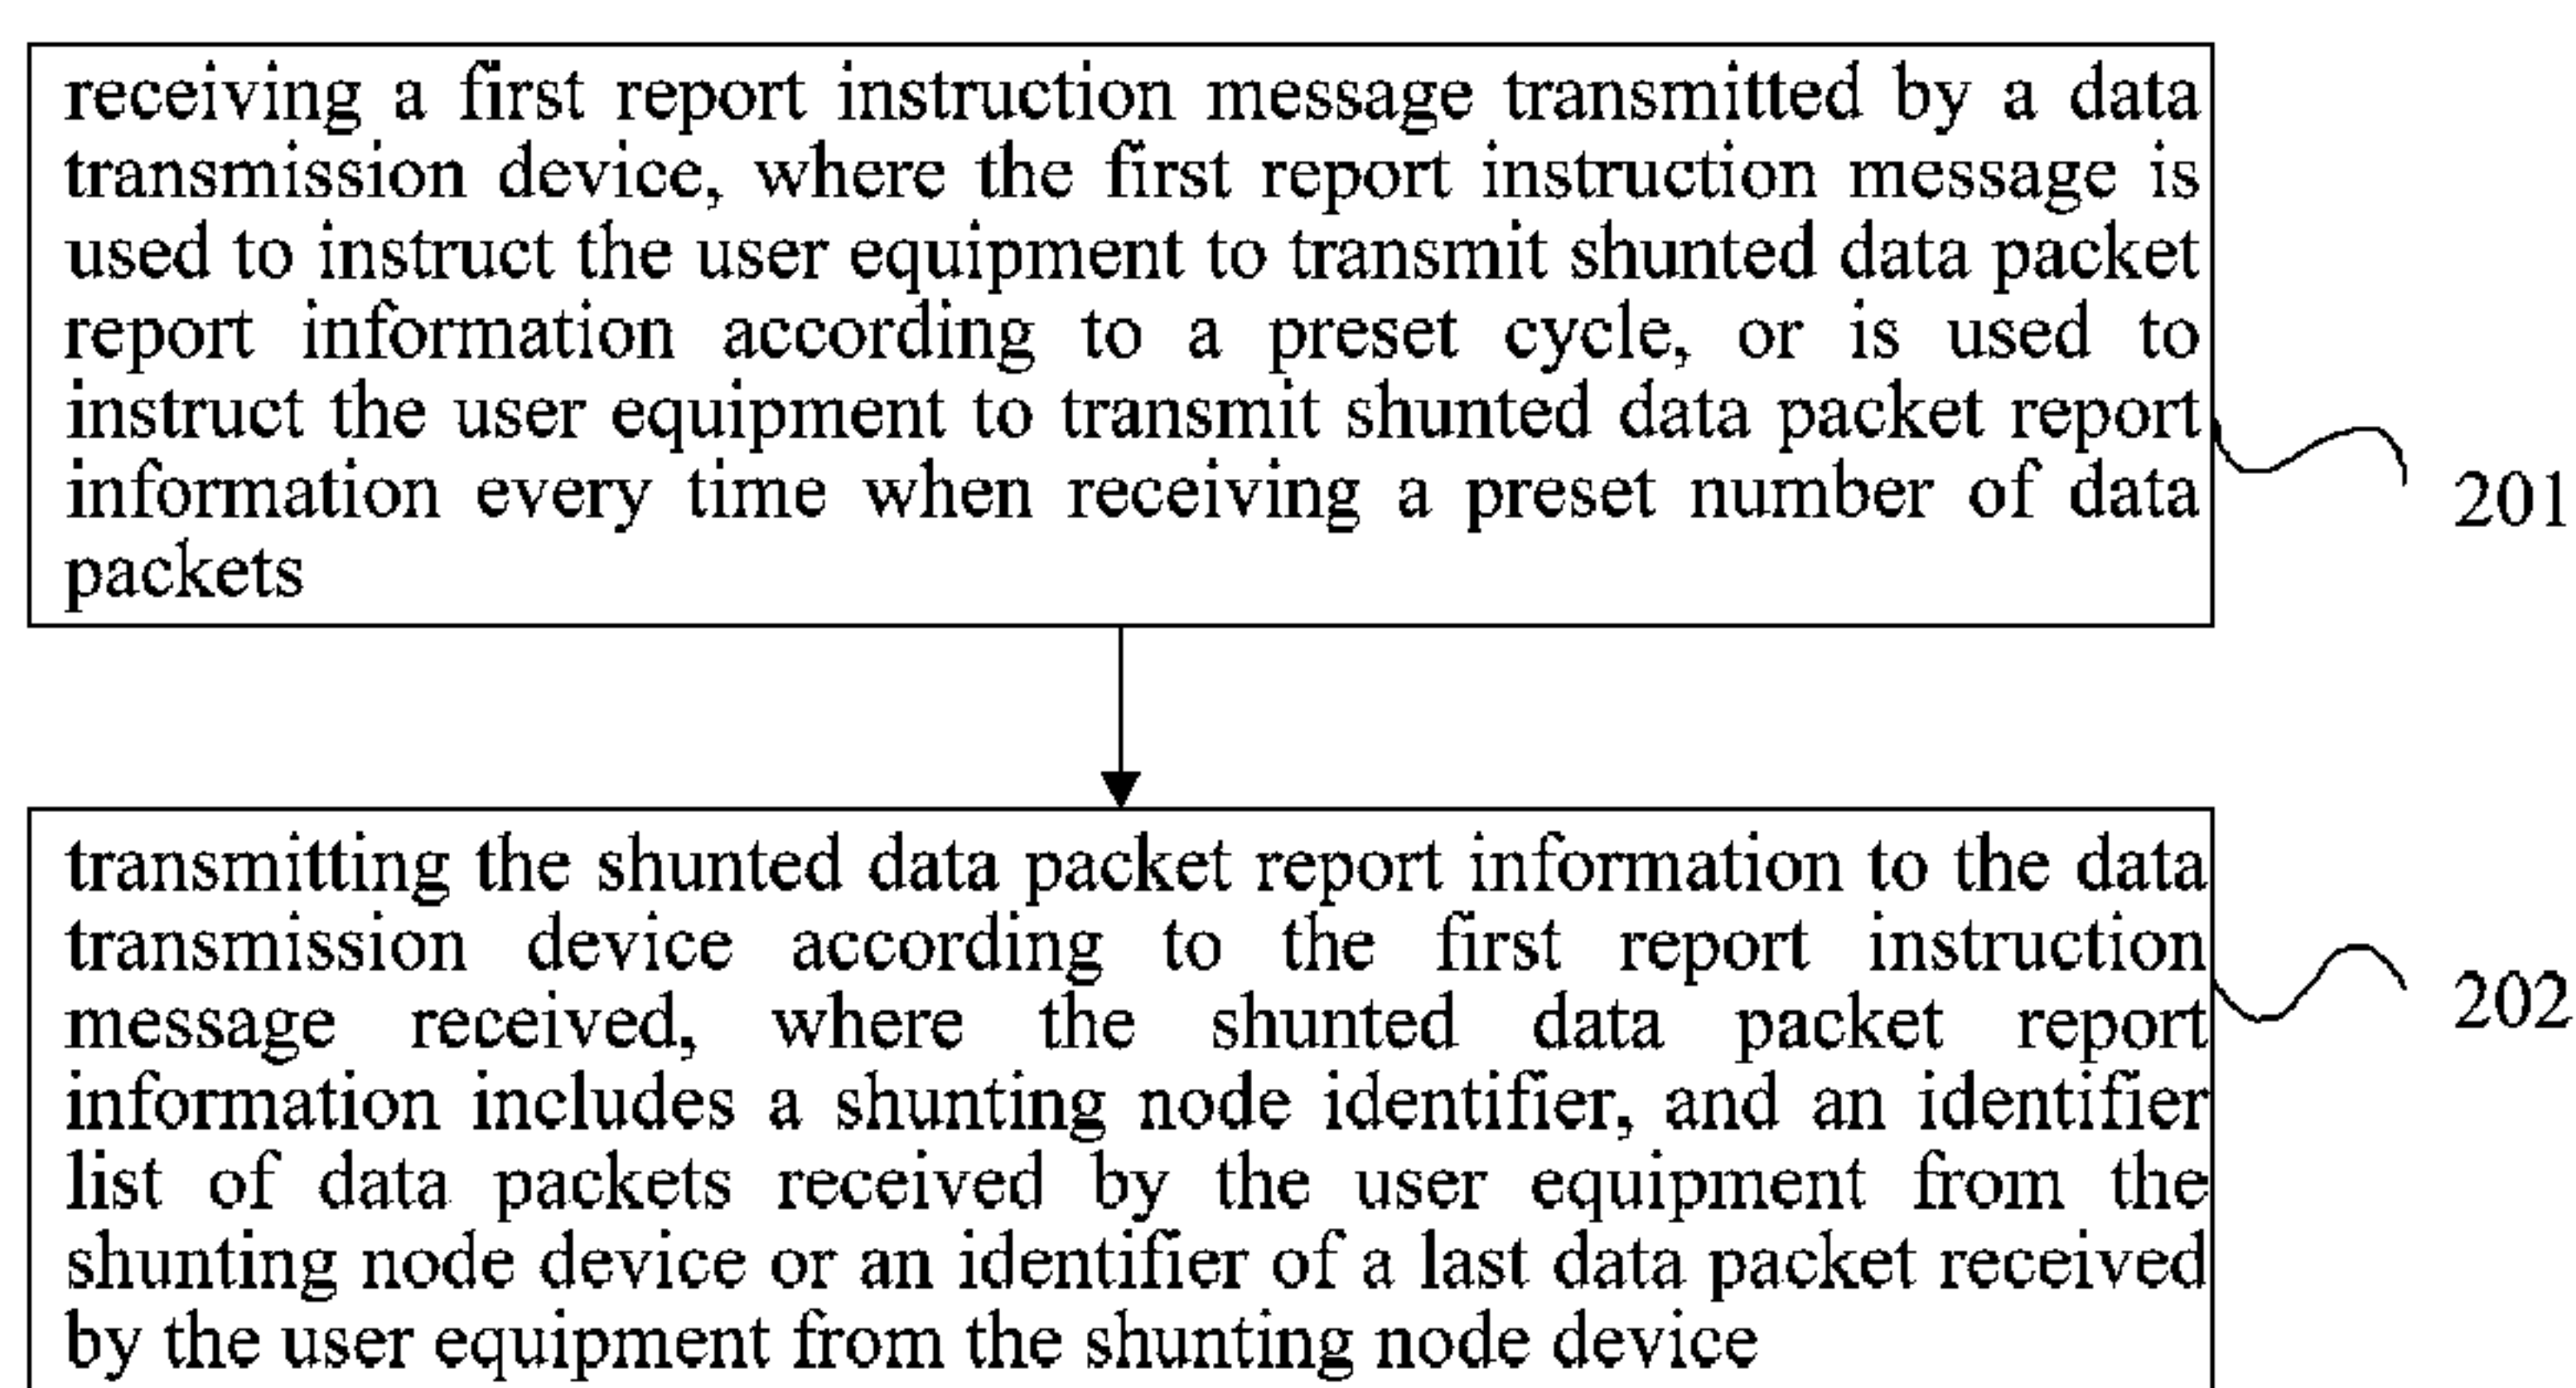 receiving a first report instruction message transmitted by a data
transmission device, where the first report instruction message is
used to instruct the user equipment to transmit shunted data packet
report information according to a preset cycle, or is used to
instruct the user equipment to transmit shunted data packet report
information every time when receiving a preset number of data
packets
201
transmitting the shunted data packet report information to the data
transmission device according to the first report instruction
message received, where the shunted data packet report
information includes a shunting node identifier, and an identifier
list of data packets received by the user equipment from the
shunting node device or an identifier of a last data packet received
by the user equipment from the shunting node device
202